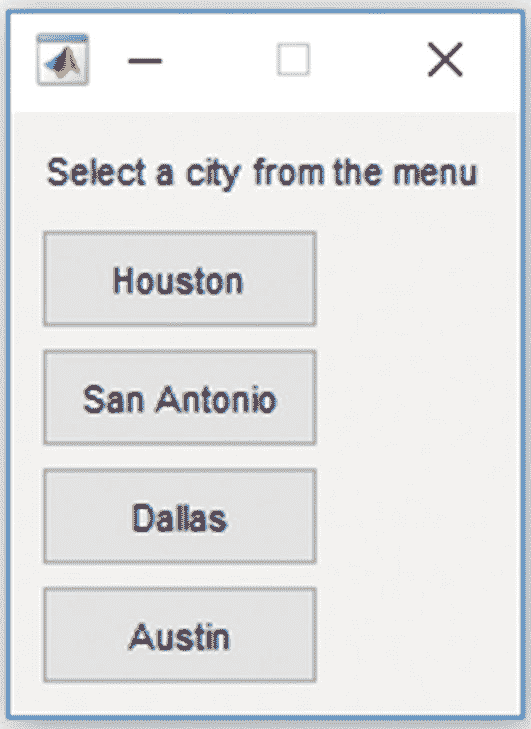 Select a city from the menu
Houston
San Antonio
Dallas
Austin